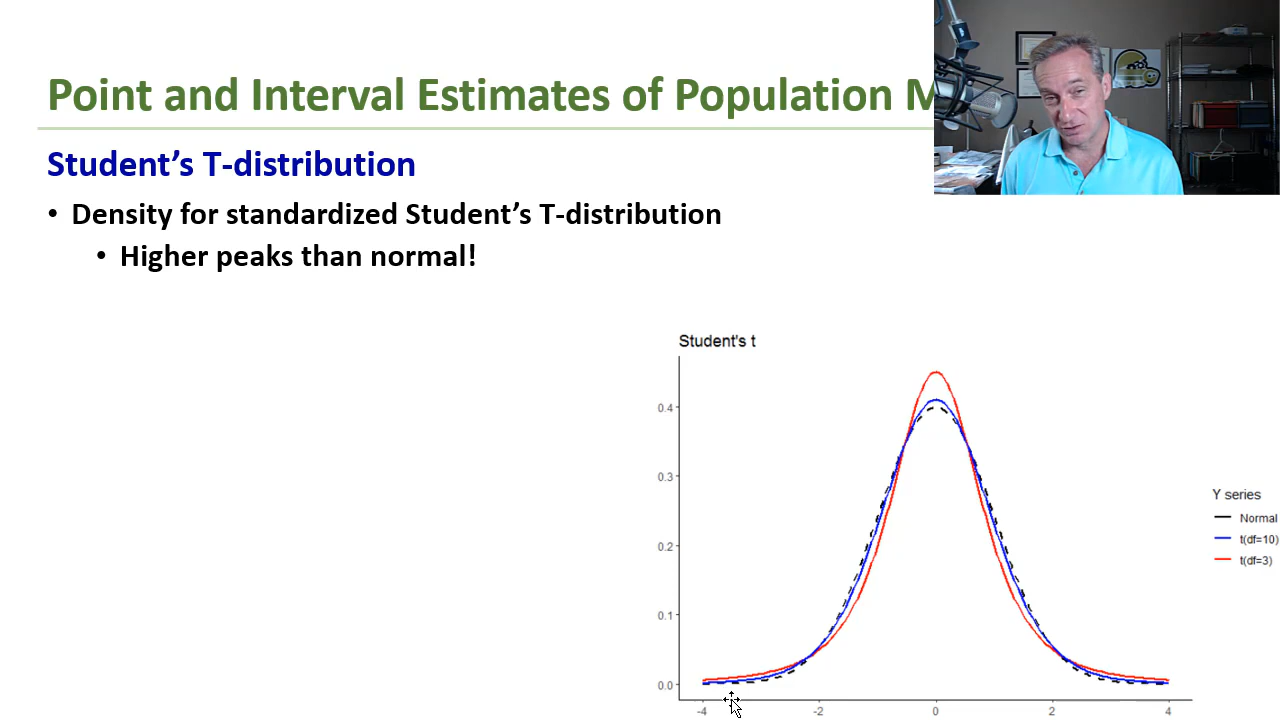 Point and Interval Estimates of Population M
Student's T-distribution
• Density for standardized Student's T-distribution
• Higher peaks than normal!
Student's t
0.4
0.3
0.2
0.1
0.0
-4 -2 0 2 4
Y series
Normal
t(df=10)
t(df=3)